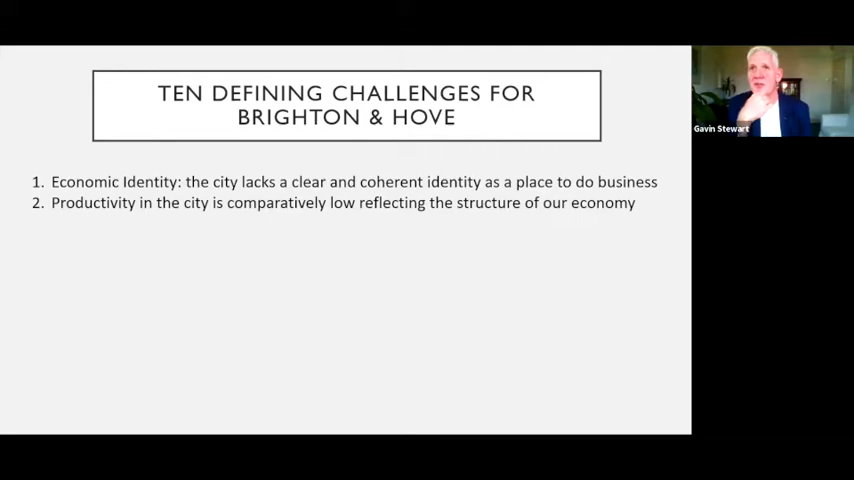 TEN DEFINING CHALLENGES FOR
BRIGHTON & HOVE
1. Economic Identity: the city lacks a clear and coherent identity as a place to do business
2. Productivity in the city is comparatively low reflecting the structure of our economy
Gavin Stewart